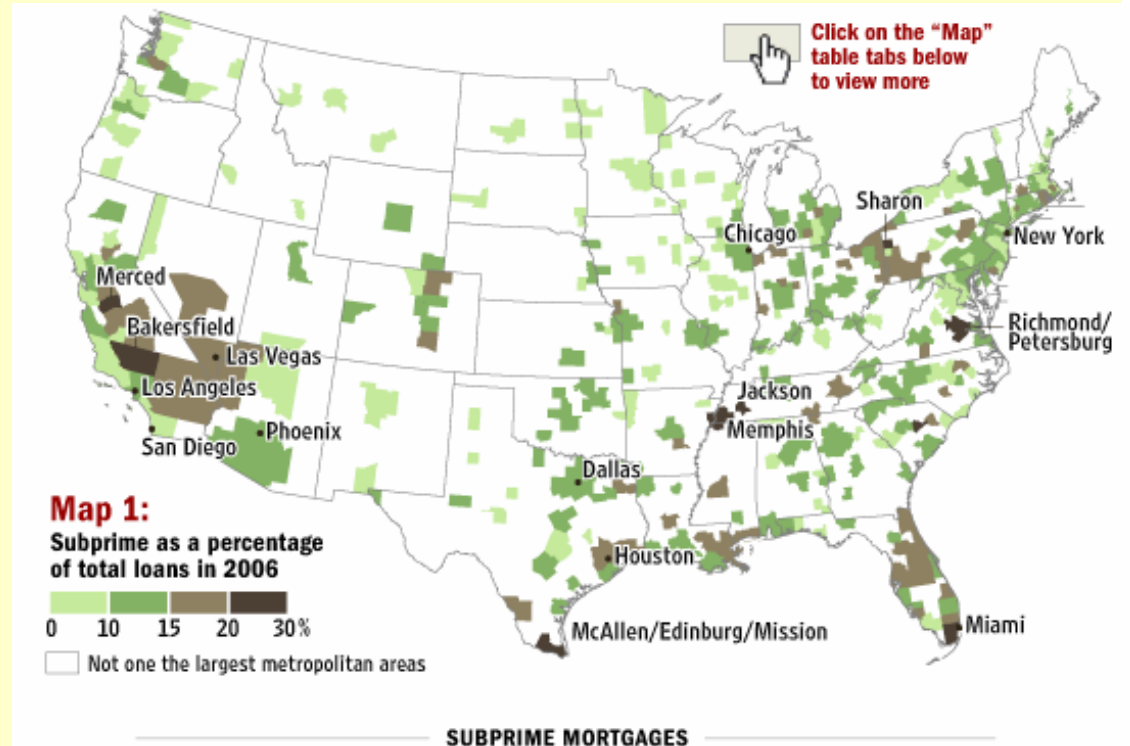 Click on the “Map”
table tabs below
to view more
Sharon
Chicago
New York
Merced
Bakersfield
Richmond/
Petersburg
Las Vegas
Los Angeles
Jackson
Memphis
Phoenix
San Diego
Dallas
Map 1:
Subprime as a percentage
of total loans in 2006
Houston
0 10 15 20 30%
McAllen/Edinburg/Mission
Miami
Not one the largest metropolitan areas
SUBPRIME MORTGAGES